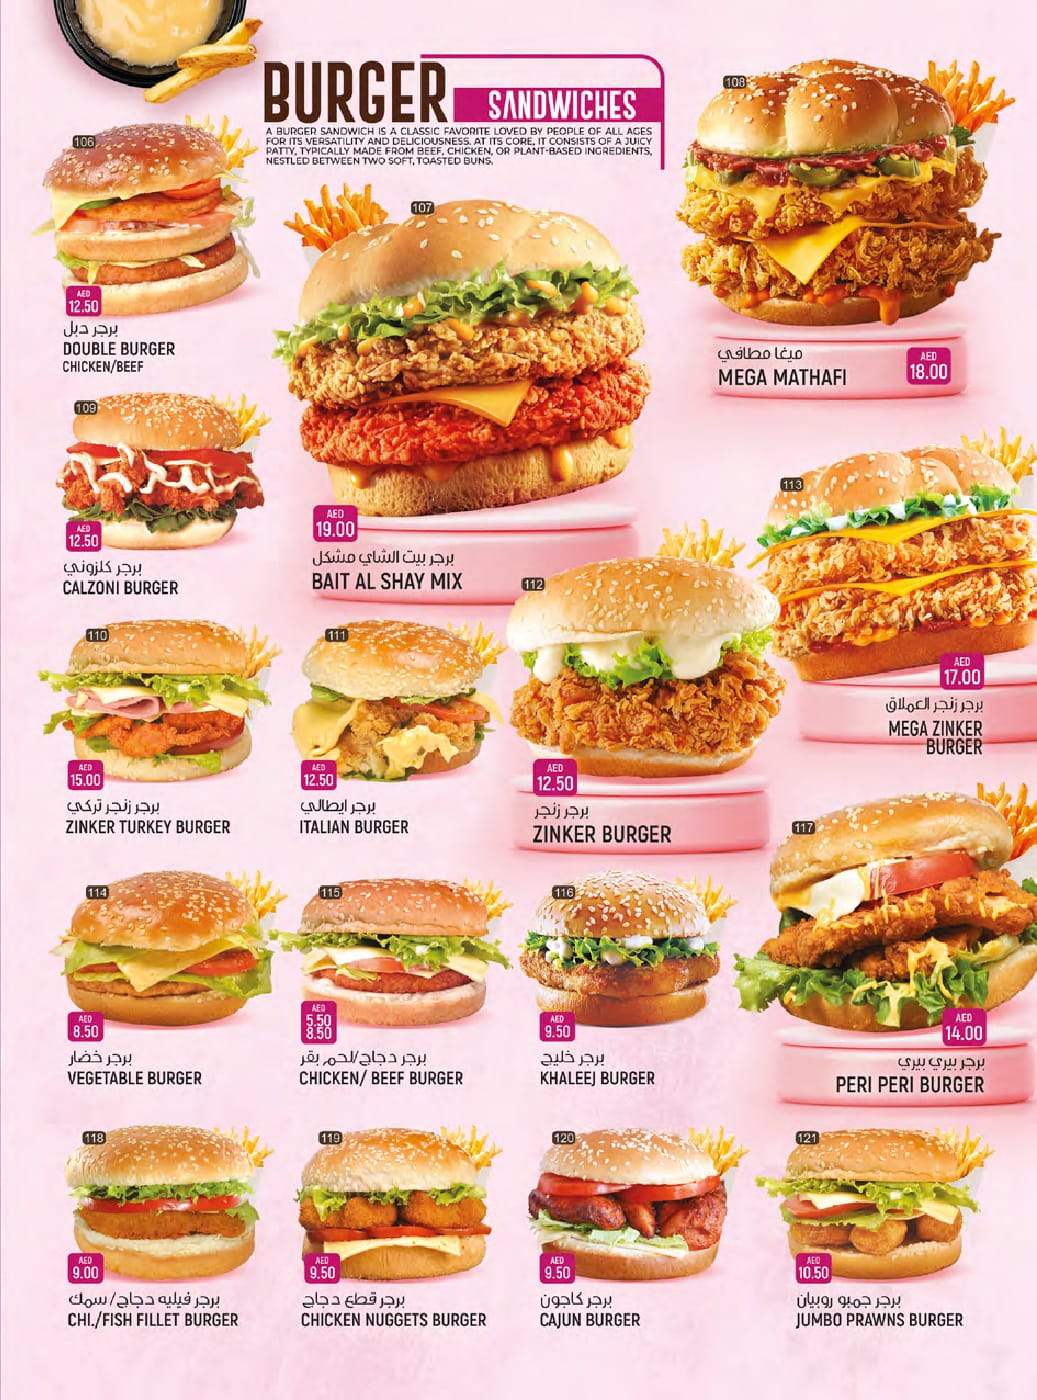 BURGER
SANDWICHES
A BURGER SANDWICH IS A CLASSIC FAVORITE LOVED BY PEOPLE OF ALL AGES
FOR ITS VERSATILITY AND DELICIOUSNESS. AT ITS CORE, IT CONSISTS OF A JUICY
PATTY, TYPICALLY MADE FROM BEEF, CHICKEN, OR PLANT-BASED INGREDIENTS,
NESTLED BETWEEN TWO SOFT, TOASTED BUNS.
106
AED
12.50
برجر دبل
DOUBLE BURGER
CHICKEN/BEEF
107
AED
19.00
برجر بيت الشاي مشكل
BAIT AL SHAY MIX
108
ميغا مطافي
MEGA MATHAFI
AED
18.00
109
AED
12.50
برجر كلزوني
CALZONI BURGER
110
AED
15.00
برجر زنجر تركي
ZINKER TURKEY BURGER
111
AED
12.50
برجر ايطالي
ITALIAN BURGER
112
AED
12.50
برجر زنجر
ZINKER BURGER
113
AED
17.00
برجر زنجر العملاق
MEGA ZINKER
BURGER
114
AED
8.50
برجر خضار
VEGETABLE BURGER
115
AED
5.50
8.50
برجر دجاج/لحم بقر
CHICKEN/ BEEF BURGER
116
AED
9.50
برجر خليج
KHALEEJ BURGER
117
AED
14.00
برجر بيري بيري
PERI PERI BURGER
118
AED
9.00
برجر فيليه دجاج/ سمك
CHI./FISH FILLET BURGER
119
AED
9.50
برجر قطع دجاج
CHICKEN NUGGETS BURGER
120
AED
9.50
برجر كاجون
CAJUN BURGER
121
AED
10.50
برجر جمبو روبيان
JUMBO PRAWNS BURGER